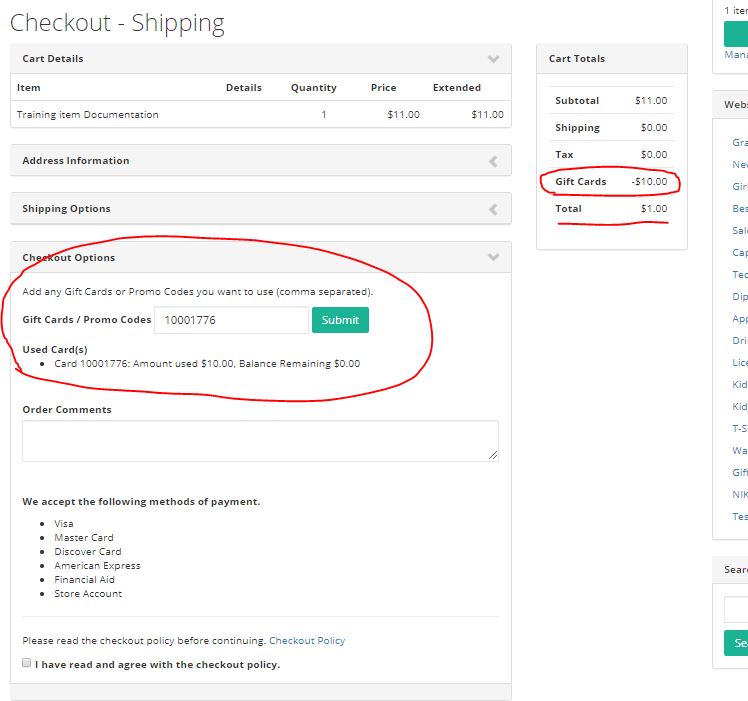 Checkout - Shipping
Cart Details
Item Details Quantity Price Extended
Training item Documentation 1 $11.00 $11.00
Address Information
Shipping Options
Checkout Options
Add any Gift Cards or Promo Codes you want to use (comma separated).
Gift Cards / Promo Codes 10001776 Submit
Used Card(s)
Card 10001776: Amount used $10.00, Balance Remaining $0.00
Order Comments
We accept the following methods of payment.
Visa
Master Card
Discover Card
American Express
Financial Aid
Store Account
Please read the checkout policy before continuing. Checkout Policy
I have read and agree with the checkout policy.
Cart Totals
Subtotal $11.00
Shipping $0.00
Tax $0.00
Gift Cards -$10.00
Total $1.00
1 iter
Mana
Webs
Gra
Nev
Gir
Bes
Sal
Cap
Tec
Dip
App
Dri
Lice
Kid
Kid
T-S
Wa
Gif
NIK
Tes
Sear
Se